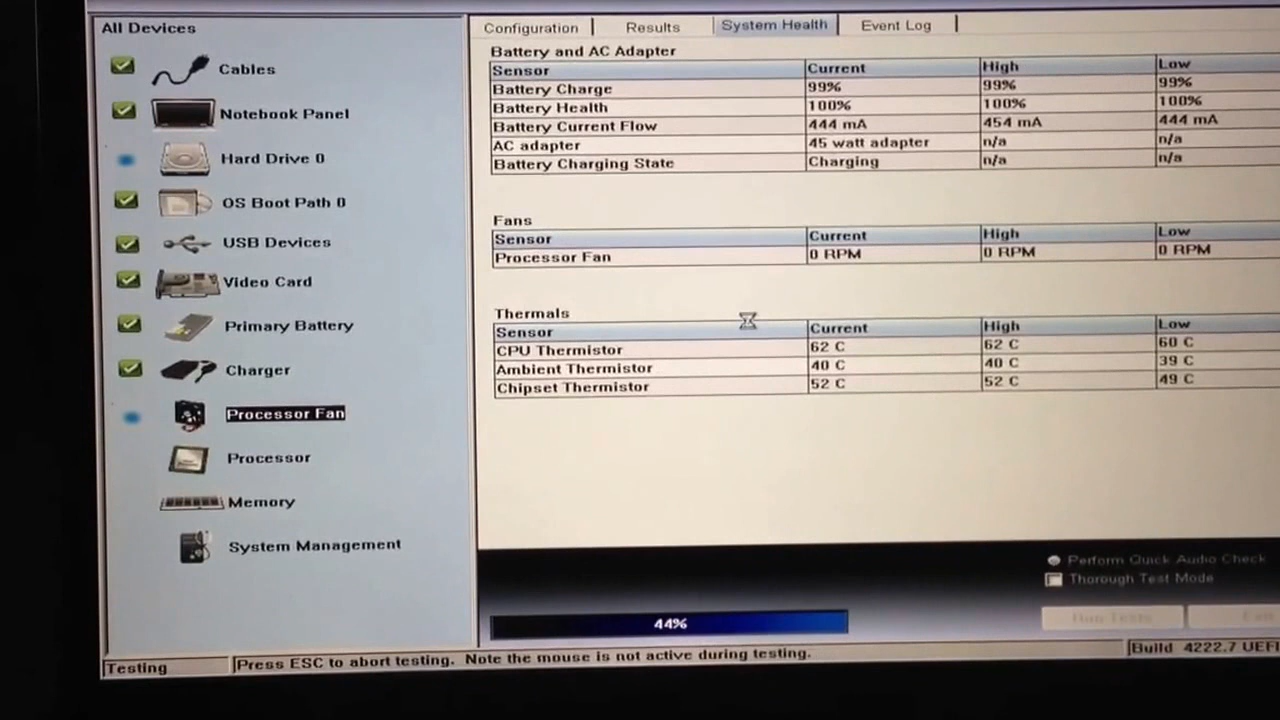 All Devices
Cables
Notebook Panel
Hard Drive 0
OS Boot Path 0
USB Devices
Video Card
Primary Battery
Charger
Processor Fan
Processor
Memory
System Management
Configuration Results System Health Event Log
Battery and AC Adapter
Sensor Current High Low
Battery Charge 99% 99% 99%
Battery Health 100% 100% 100%
Battery Current Flow 444 mA 454 mA 444 mA
AC adapter 45 watt adapter n/a n/a
Battery Charging State Charging n/a n/a
Fans
Sensor Current High Low
Processor Fan 0 RPM 0 RPM 0 RPM
Thermals
Sensor Current High Low
CPU Thermistor 62 C 62 C 60 C
Ambient Thermistor 40 C 40 C 39 C
Chipset Thermistor 52 C 52 C 49 C
Perform Quick Audio Check
Thorough Test Mode
Run Tests
44%
Testing Press ESC to abort testing. Note the mouse is not active during testing. Build 4222.7 UEFI